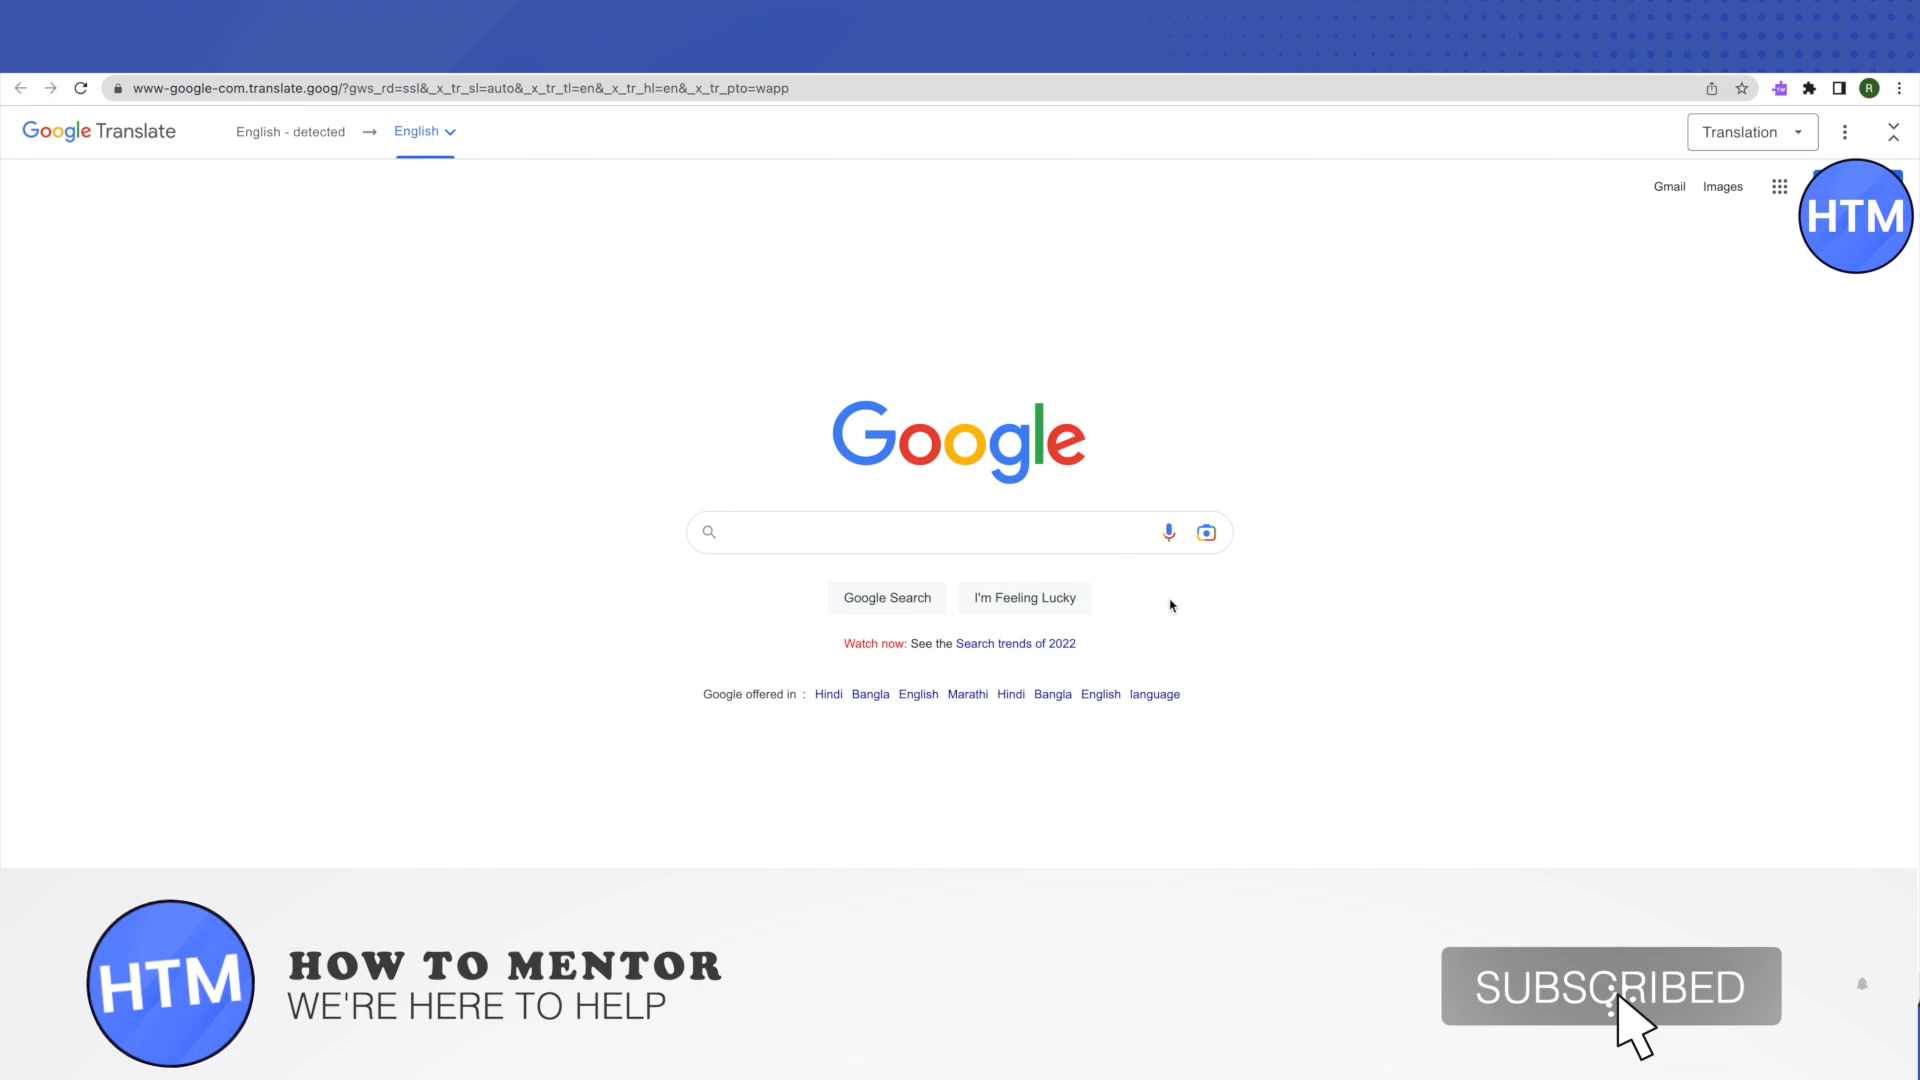 www-google-com.translate.goog/?gws_rd=ssl&_x_tr_sl=auto&_x_tr_tl=en&_x_tr_hl=en&_x_tr_pto=wapp
rw
R
Google Translate
English - detected
English
Translation
Gmail
Images
HTM
Google
Google Search
I'm Feeling Lucky
Watch now: See the Search trends of 2022
Google offered in : Hindi Bangla English Marathi Hindi Bangla English language
HTM
HOW TO MENTOR
WE'RE HERE TO HELP
SUBSCRIBED